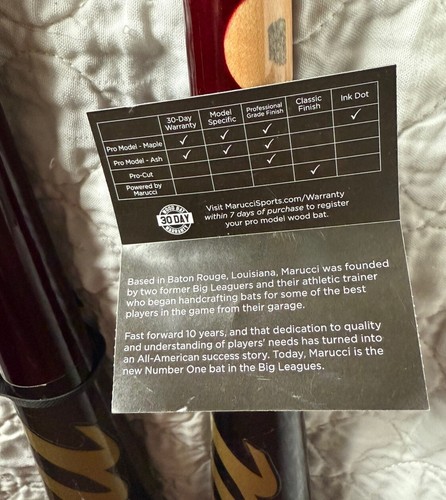 30-Day
Warranty
Model
Specific
Professional
Grade Finish
Classic
Finish
Ink Dot
Pro Model - Maple ✓ ✓ ✓ ✓
Pro Model - Ash ✓ ✓ ✓
Pro-Cut ✓
Powered by
Marucci ✓
WOOD BAT
30 DAY
WARRANTY
Visit MarucciSports.com/Warranty
within 7 days of purchase to register
your pro model wood bat.
Based in Baton Rouge, Louisiana, Marucci was founded
by two former Big Leaguers and their athletic trainer
who began handcrafting bats for some of the best
players in the game from their garage.
Fast forward 10 years, and that dedication to quality
and understanding of players' needs has turned into
an All-American success story. Today, Marucci is the
new Number One bat in the Big Leagues.